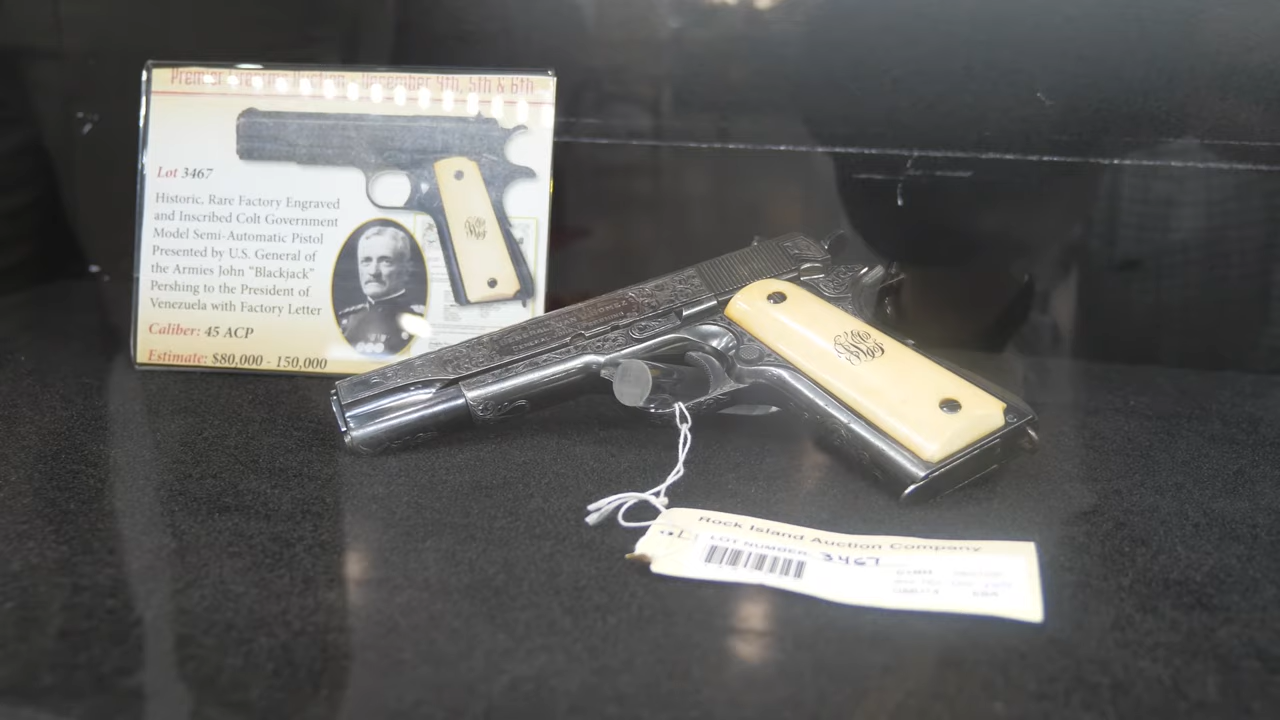 Premier Firearms Auction - December 4th, 5th & 6th
Lot 3467
Historic, Rare Factory Engraved
and Inscribed Colt Government
Model Semi-Automatic Pistol
Presented by U.S. General of
the Armies John "Blackjack"
Pershing to the President of
Venezuela with Factory Letter
Caliber: 45 ACP
Estimate: $80,000 - 150,000
Rock Island Auction Company
LOT NUMBER: 3467